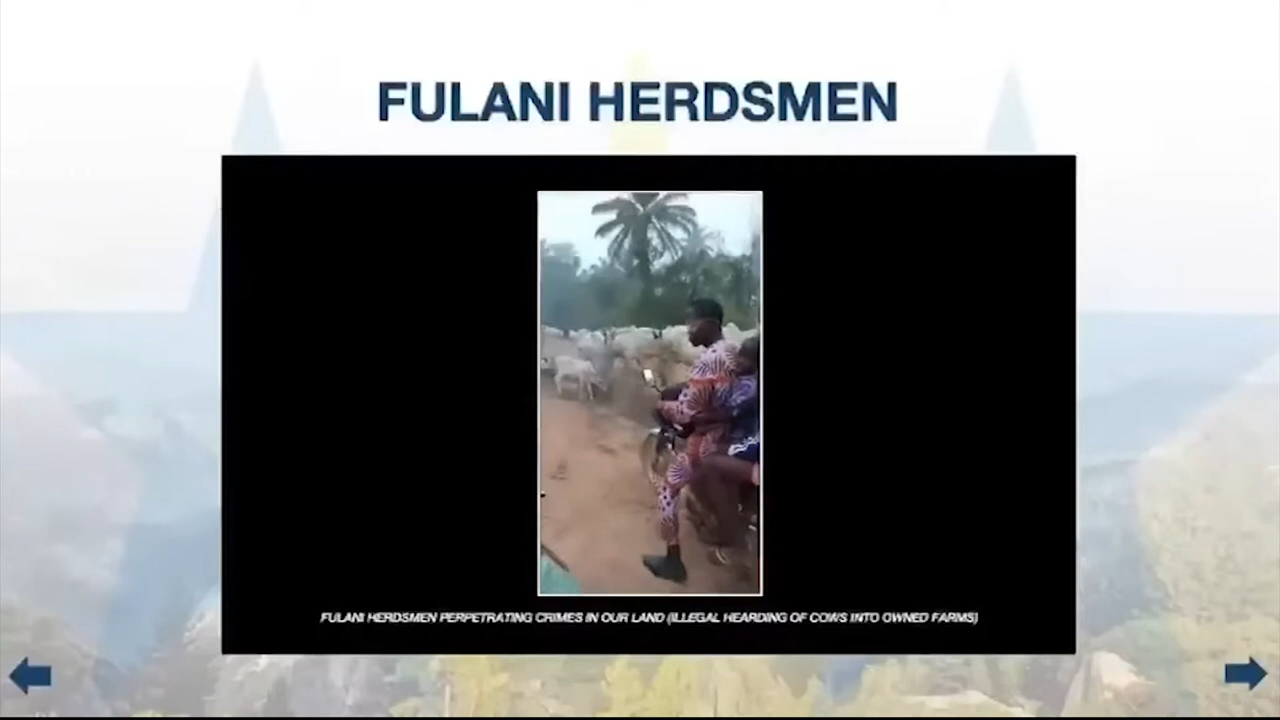 FULANI HERDSMEN
FULANI HERDSMEN PERPETRATING CRIMES IN OUR LAND (ILLEGAL HEARDING OF COWS INTO OWNED FARMS)